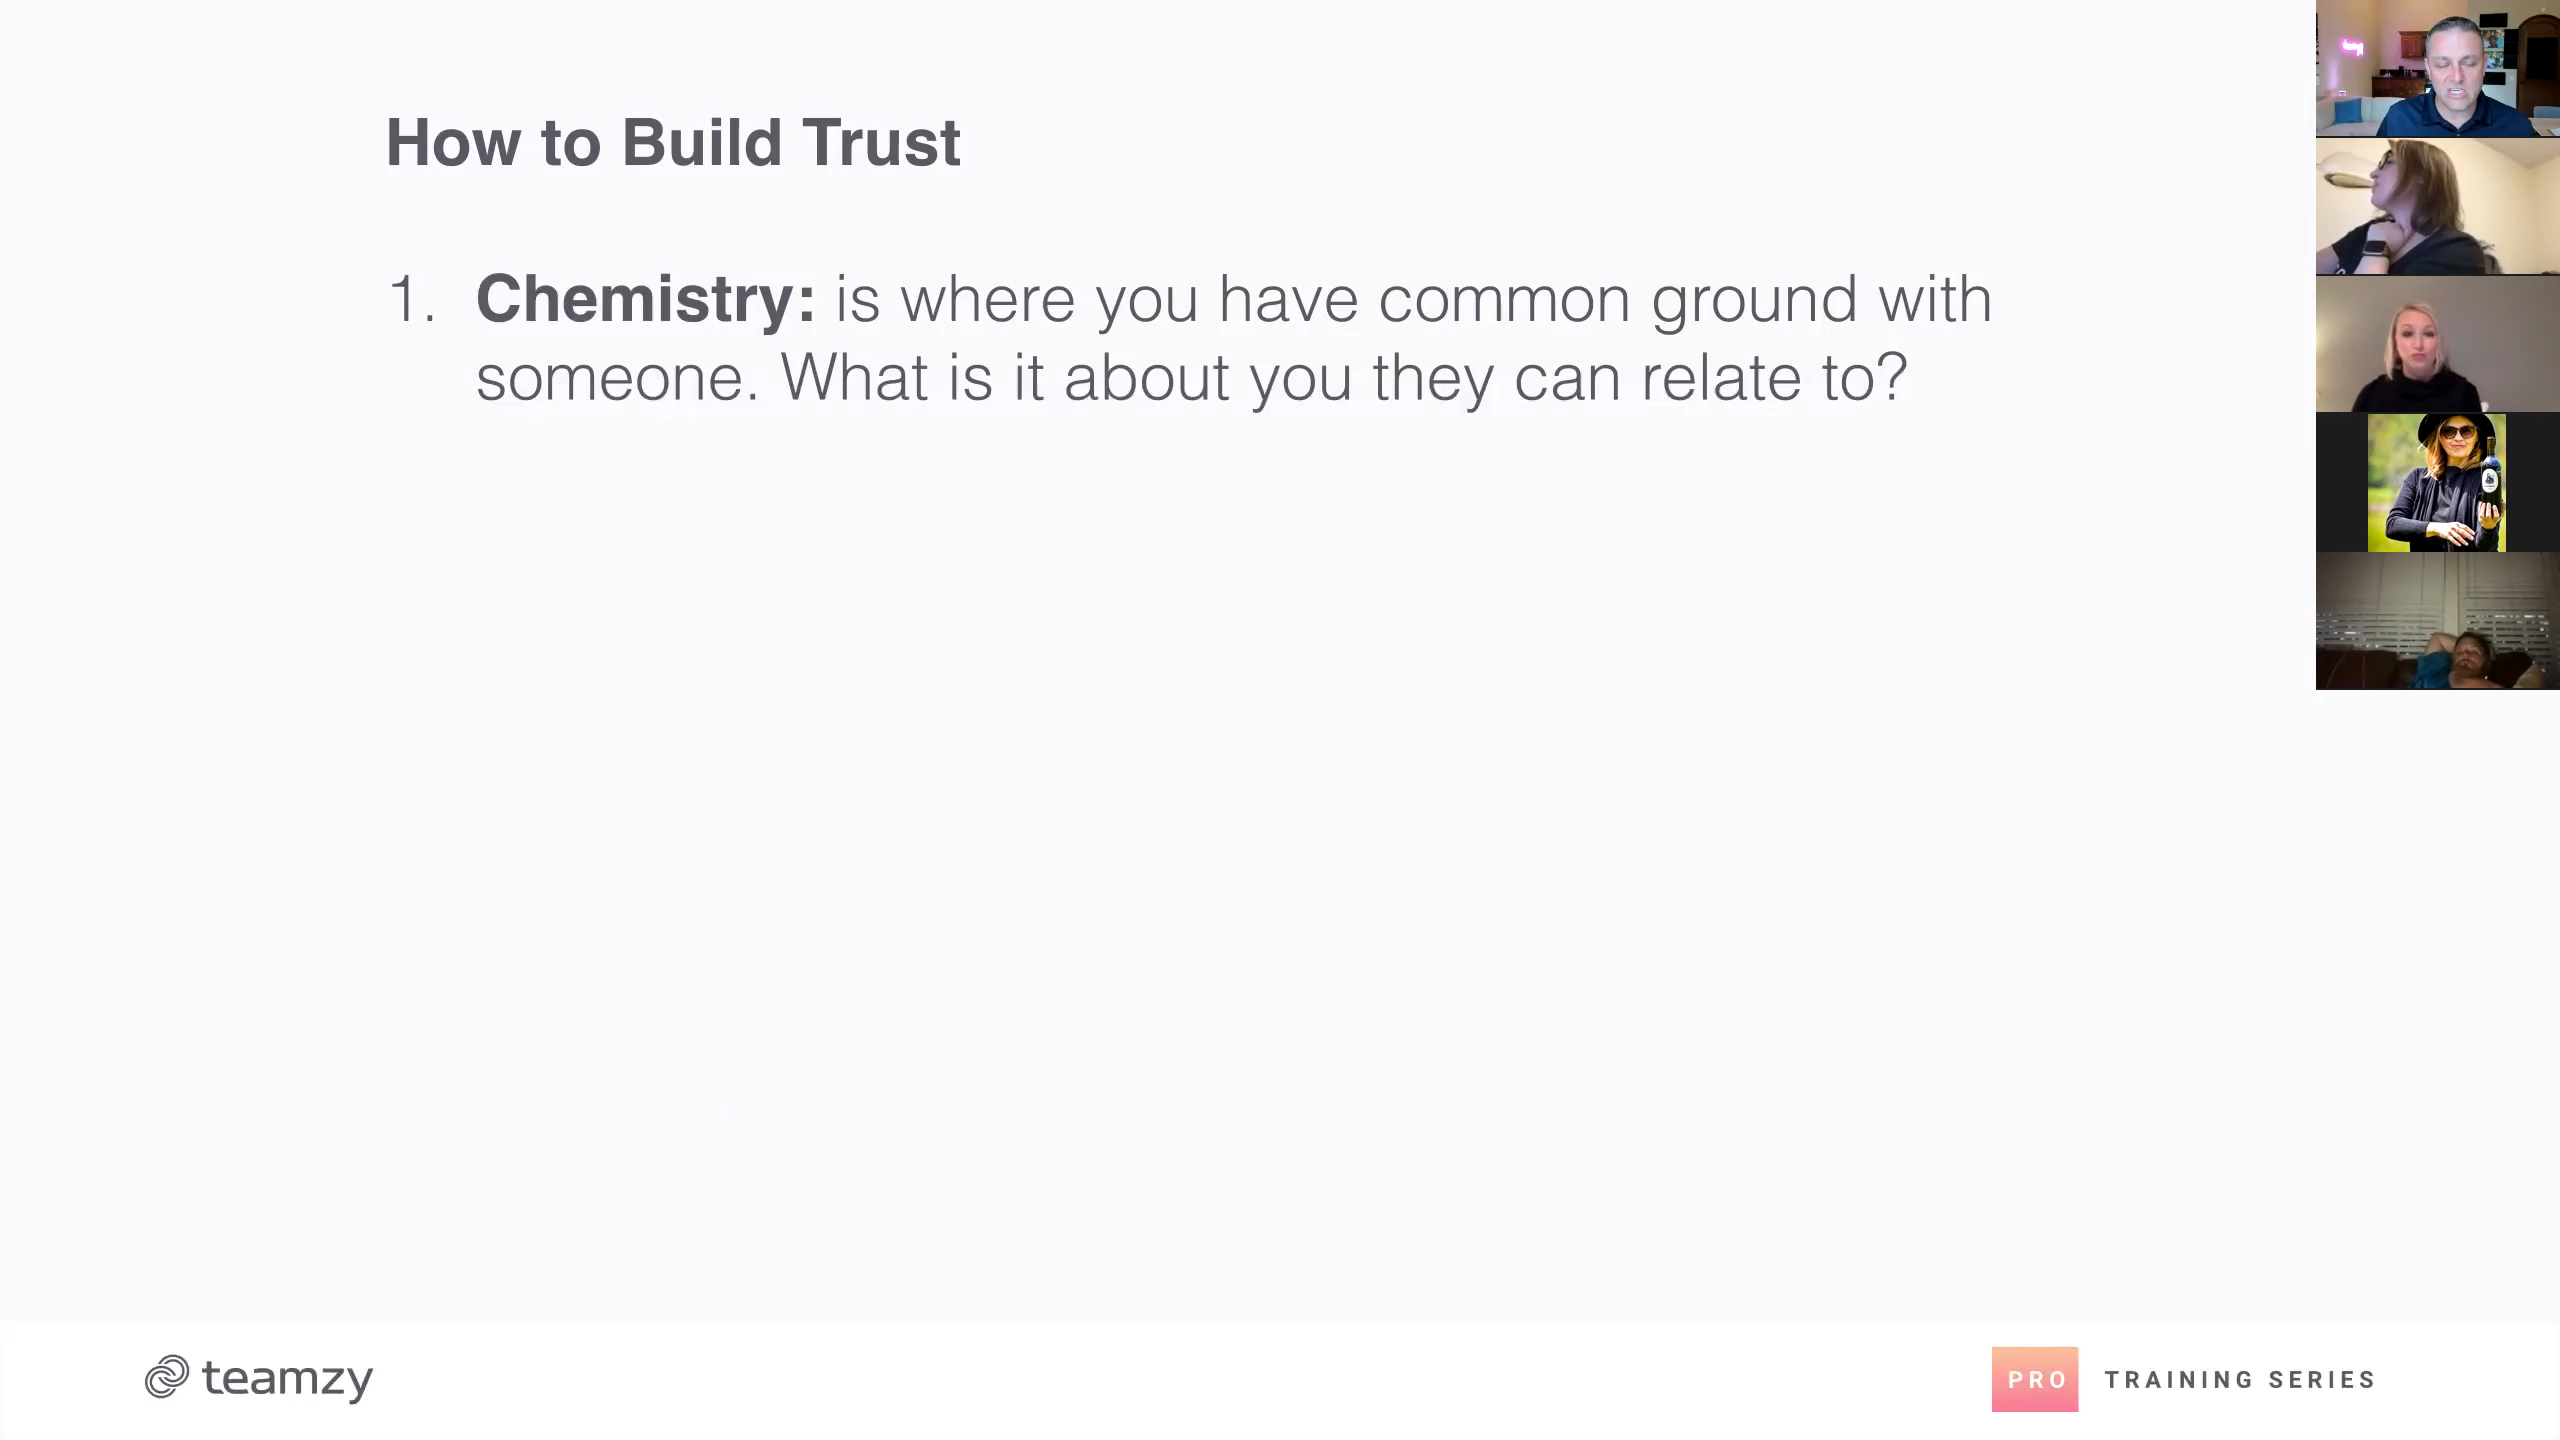 How to Build Trust
1. Chemistry: is where you have common ground with
someone. What is it about you they can relate to?
teamzy
PRO TRAINING SERIES